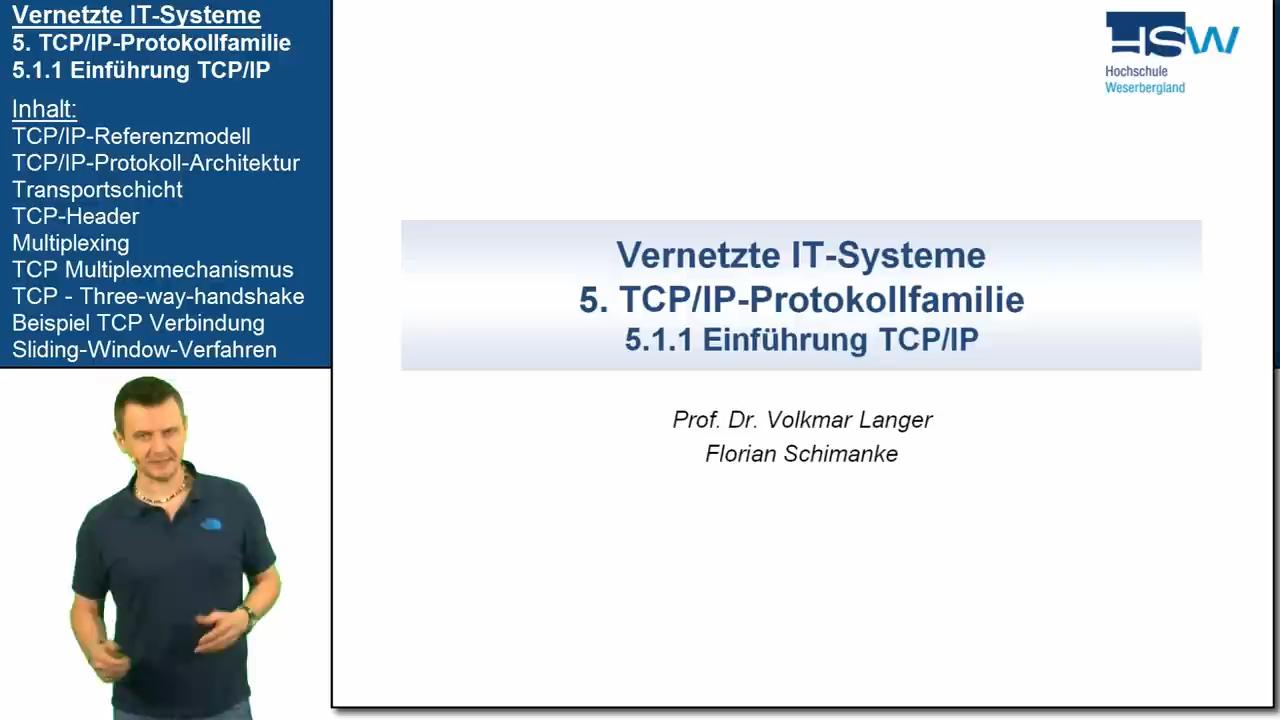 Vernetzte IT-Systeme
5. TCP/IP-Protokollfamilie
5.1.1 Einführung TCP/IP
Inhalt:
TCP/IP-Referenzmodell
TCP/IP-Protokoll-Architektur
Transportschicht
TCP-Header
Multiplexing
TCP Multiplexmechanismus
TCP - Three-way-handshake
Beispiel TCP Verbindung
Sliding-Window-Verfahren
HSW
Hochschule
Weserbergland
Vernetzte IT-Systeme
5. TCP/IP-Protokollfamilie
5.1.1 Einführung TCP/IP
Prof. Dr. Volkmar Langer
Florian Schimanke